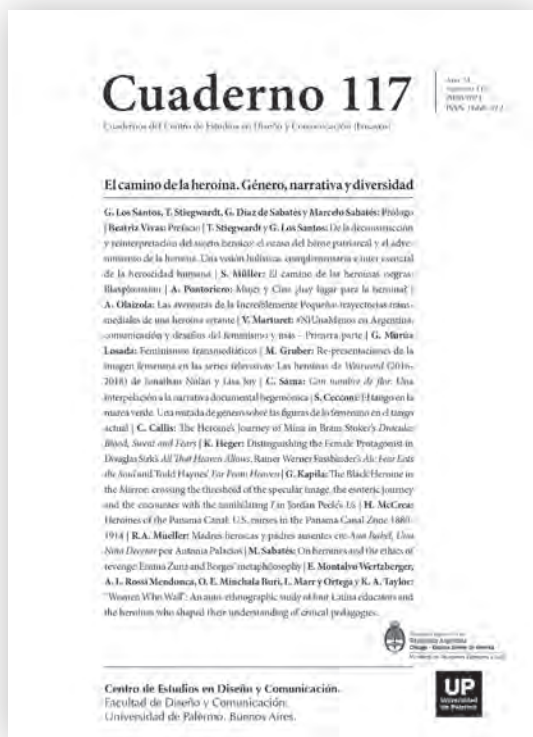 Cuaderno 117
Cuadernos del Centro de Estudios en Diseño y Comunicación [Ensayos]
El camino de la heroína. Género, narrativa y diversidad
G. Los Santos, T. Stiegwardt, G. Díaz de Sabatés y Marcelo Sabatés: Prólogo
| Beatriz Vivas: Prefacio | T. Stiegwardt y G. Los Santos: De la deconstrucción
y reinterpretación del sujeto heroico: el ocaso del héroe patriarcal y el adve-
nimiento de la heroína. Una visión holística, complementaria e inter esencial
de la heroicidad humana | S. Müller: El camino de las heroínas negras:
Blaxploitation | A. Pontoriero: Mujer y Cine ¿hay lugar para la heroína? |
A. Olaizola: Las aventuras de la Increíblemente Pequeña: trayectorias trans-
mediales de una heroína errante | V. Marturet: #NiUnaMenos en Argentina,
comunicación y desafíos del feminismo y más – Primera parte | G. Murúa
Losada: Feminismos transmediáticos | M. Gruber: Re-presentaciones de la
imagen femenina en las series televisivas: Las heroínas de Westworld (2016-
2018) de Jonathan Nolan y Lisa Joy | C. Sama: Con nombre de flor. Una
interpelación a la narrativa documental hegemónica | S. Cecconi: El tango en la
marea verde. Una mirada de género sobre las figuras de lo femenino en el tango
actual | C. Callis: The Heroine's Journey of Mina in Bram Stoker's Dracula:
Blood, Sweat and Fears | K. Heger: Distinguishing the Female Protagonist in
Douglas Sirk's All That Heaven Allows, Rainer Werner Fassbinder's Ali: Fear Eats
the Soul and Todd Haynes' Far From Heaven | G. Kapila: The Black Heroine in
the Mirror: crossing the threshold of the specular image, the esoteric journey
and the encounter with the annihilating I in Jordan Peele's Us | H. McCrea:
Heroines of the Panama Canal: U.S. nurses in the Panama Canal Zone 1880-
1914 | R.A. Mueller: Madres heroicas y padres ausentes en: Ana Isabel, Una
Niña Decente por Antonia Palacios | M. Sabatés: On heroines and the ethics of
revenge: Emma Zunz and Borges' metaphilosophy | E. Montalvo Wertzberger,
A. L. Rossi Mendonca, O. E. Minchala Buri, L. Marr y Ortega y K. A. Taylor:
"Women Who Wall": An auto-ethnographic study of four Latina educators and
the heroines who shaped their understanding of critical pedagogies.
Centro de Estudios en Diseño y Comunicación.
Facultad de Diseño y Comunicación.
Universidad de Palermo. Buenos Aires.
UP
Universidad
de Palermo